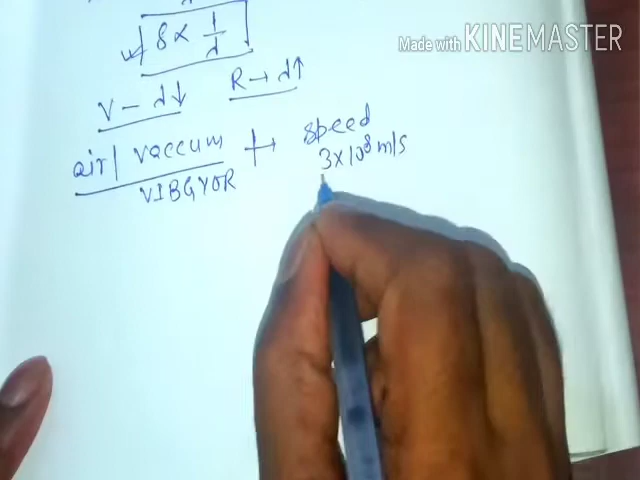 Made with KINEMASTER
δ ∝ 1/λ
V – λ↓ R → λ↑
air/ vaccum → speed
3×10⁸ m/s
VIBGYOR